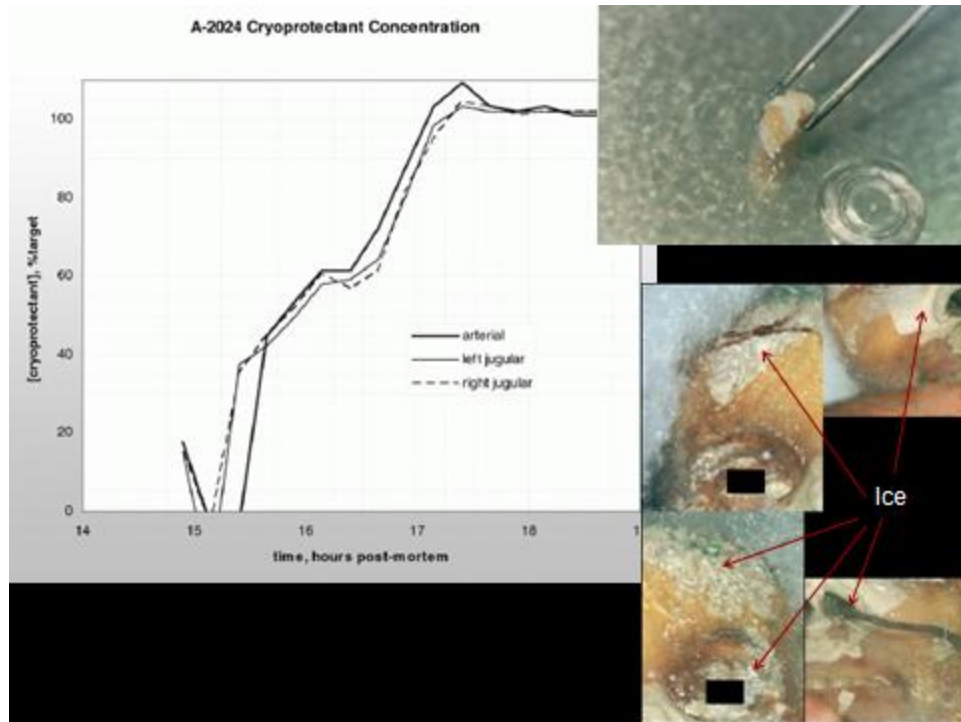 A-2024 Cryoprotectant Concentration
[cryoprotectant], %target
100
80
60
40
20
0
arterial
left jugular
right jugular
14
15
16
17
18
1
time, hours post-mortem
Ice